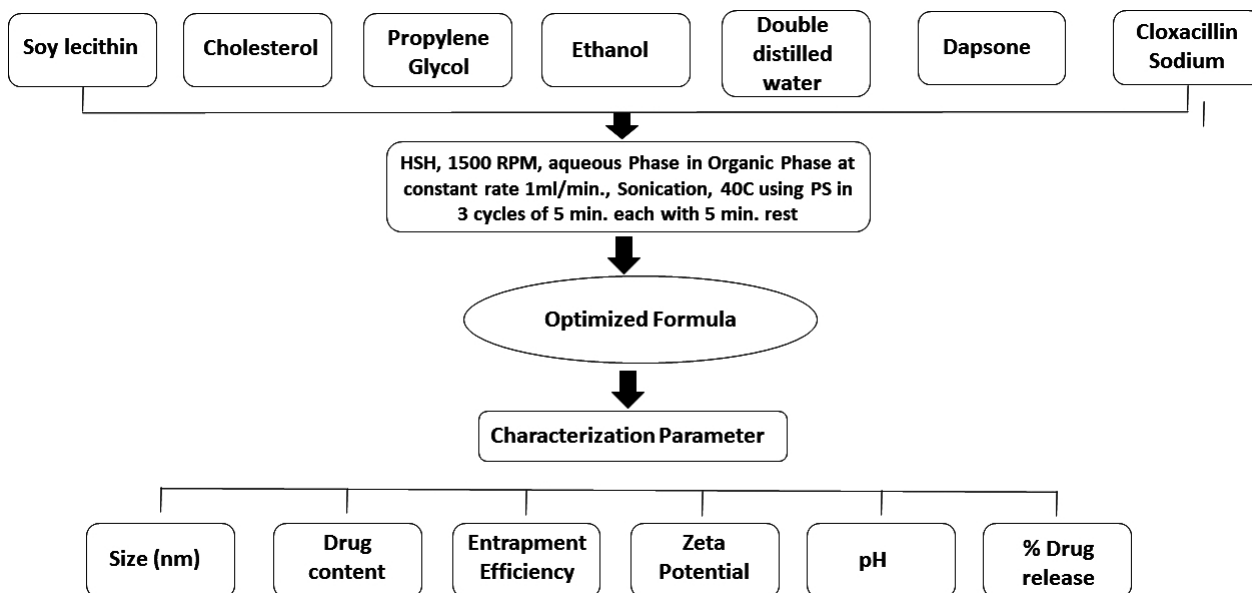 Soy lecithin
Cholesterol
Propylene
Glycol
Ethanol
Double
distilled
water
Dapsone
Cloxacillin
Sodium
HSH, 1500 RPM, aqueous Phase in Organic Phase at
constant rate 1ml/min., Sonication, 40C using PS in
3 cycles of 5 min. each with 5 min. rest
Optimized Formula
Characterization Parameter
Size (nm)
Drug
content
Entrapment
Efficiency
Zeta
Potential
pH
% Drug
release